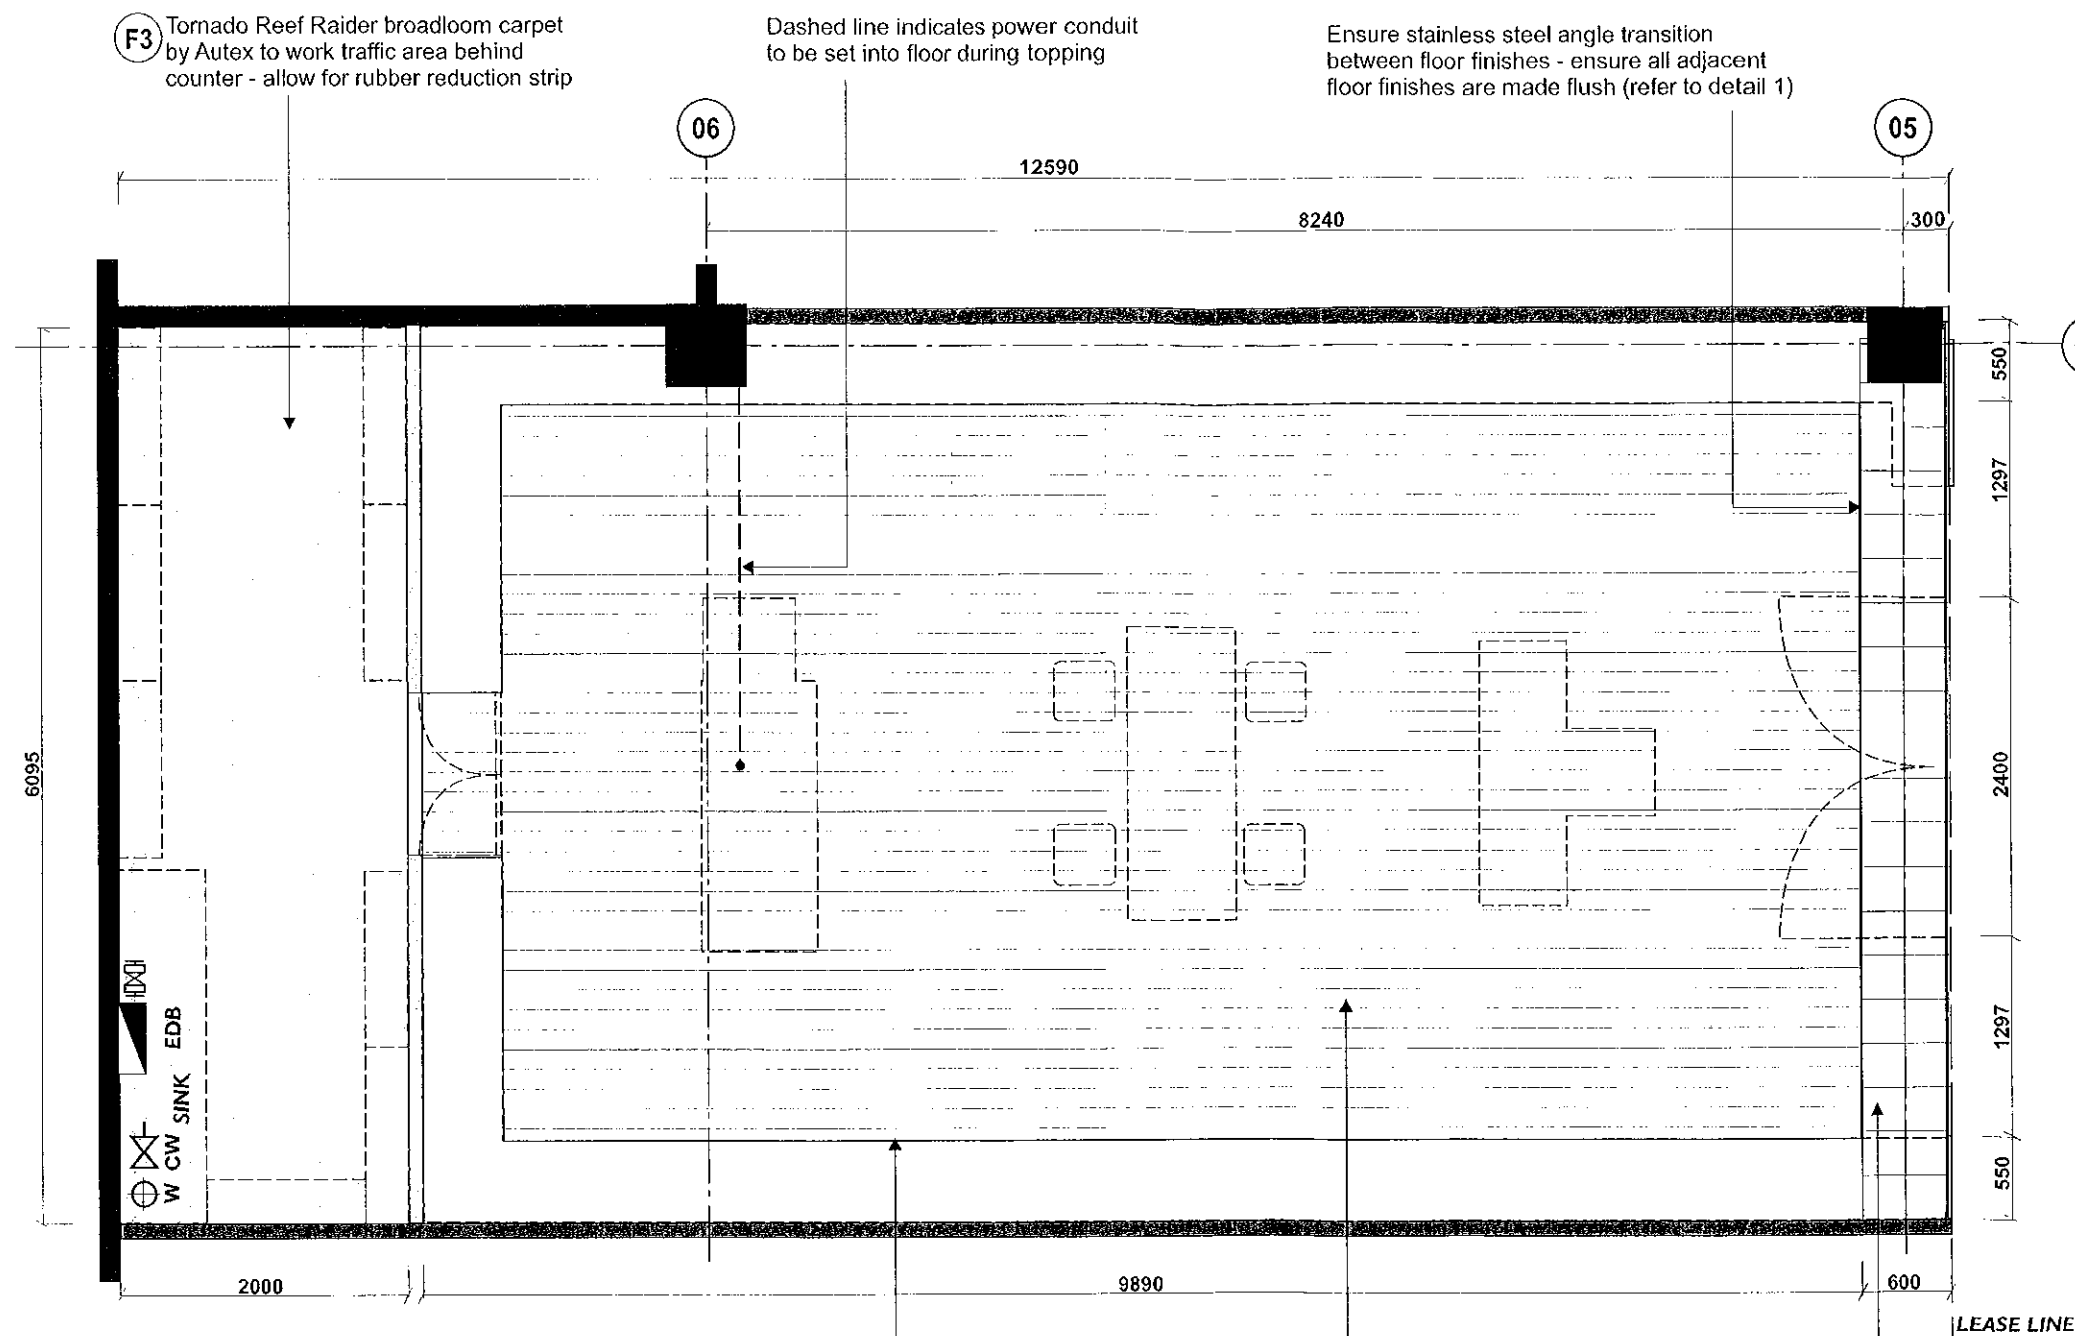 F3
Tornado Reef Raider broadloom carpet
by Autex to work traffic area behind
counter - allow for rubber reduction strip
Dashed line indicates power conduit
to be set into floor during topping
Ensure stainless steel angle transition
between floor finishes - ensure all adjacent
floor finishes are made flush (refer to detail 1)
06
05
12590
8240
300
550
1297
2400
1297
550
6095
EDB
SINK
CW
W
2000
9890
600
LEASE LINE